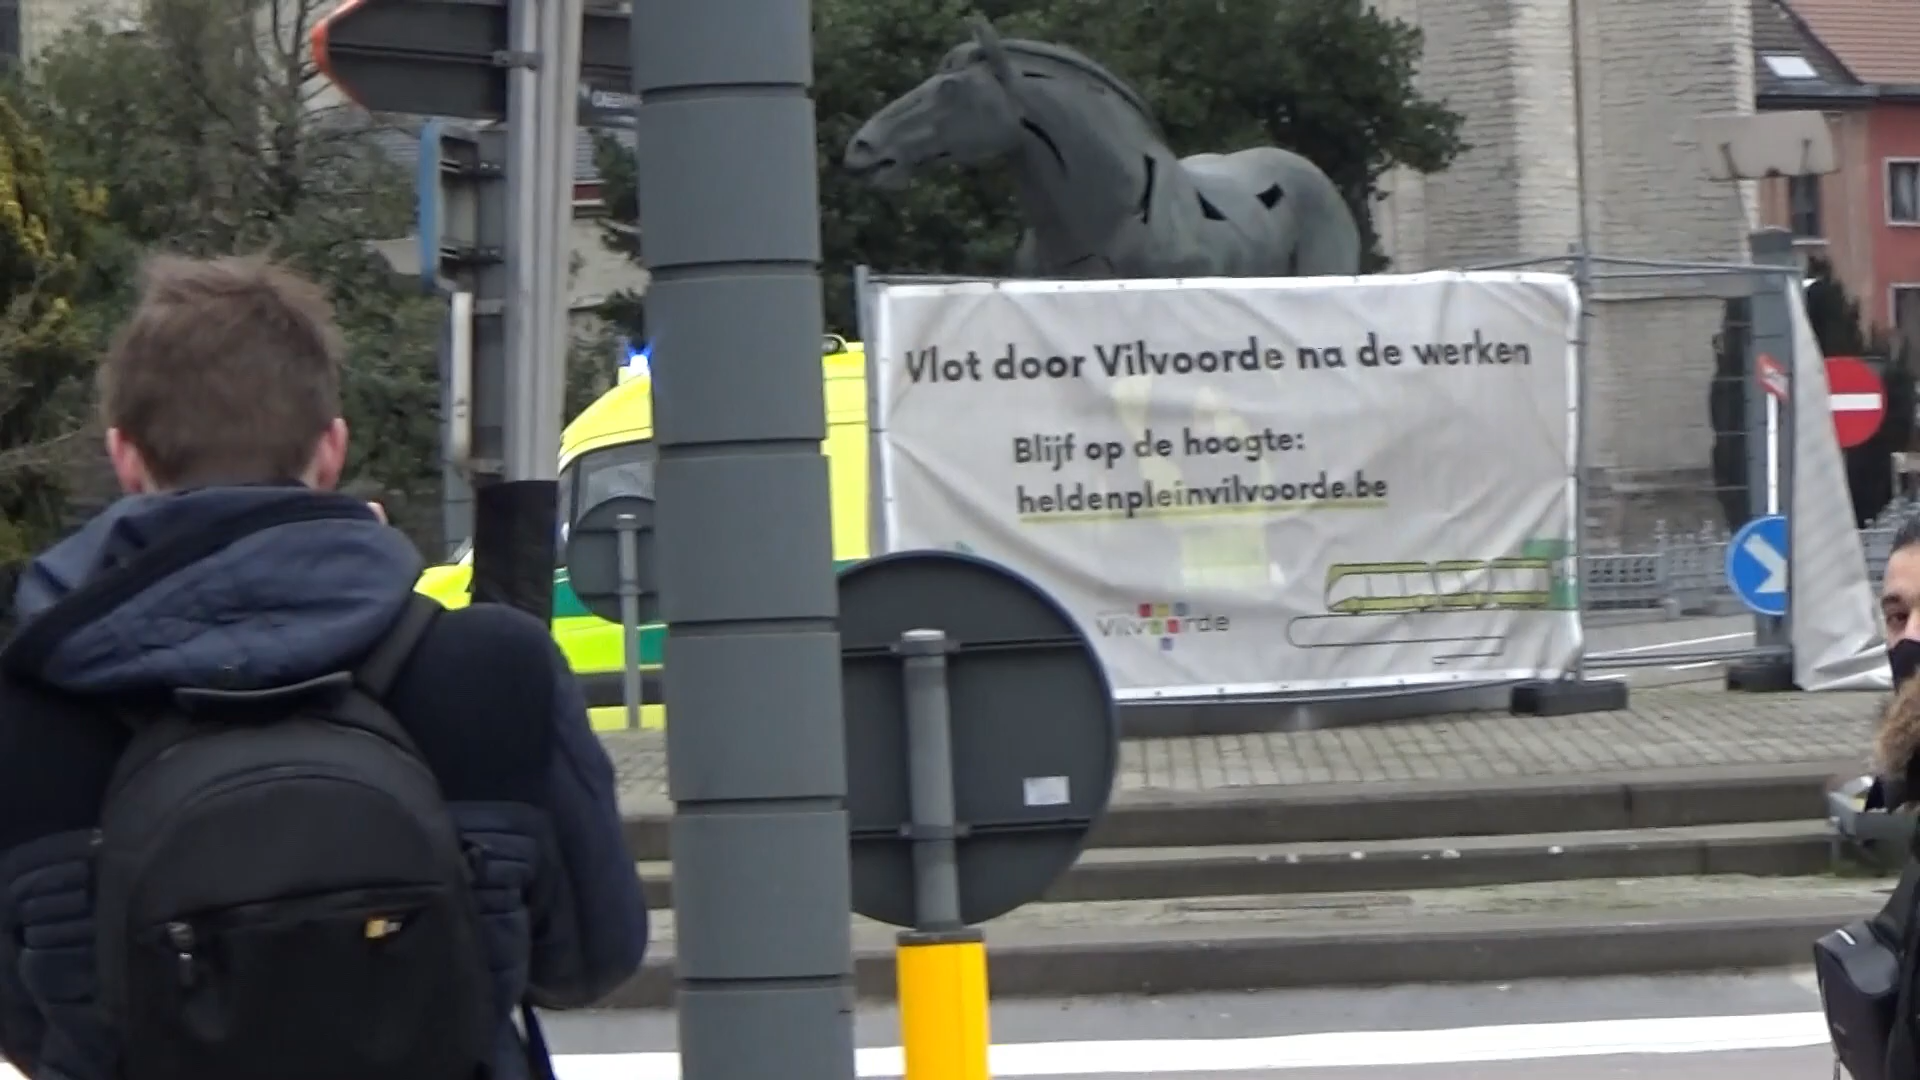 Vlot door Vilvoorde na de werken
Blijf op de hoogte:
heldenpleinvilvoorde.be
Vilvoorde